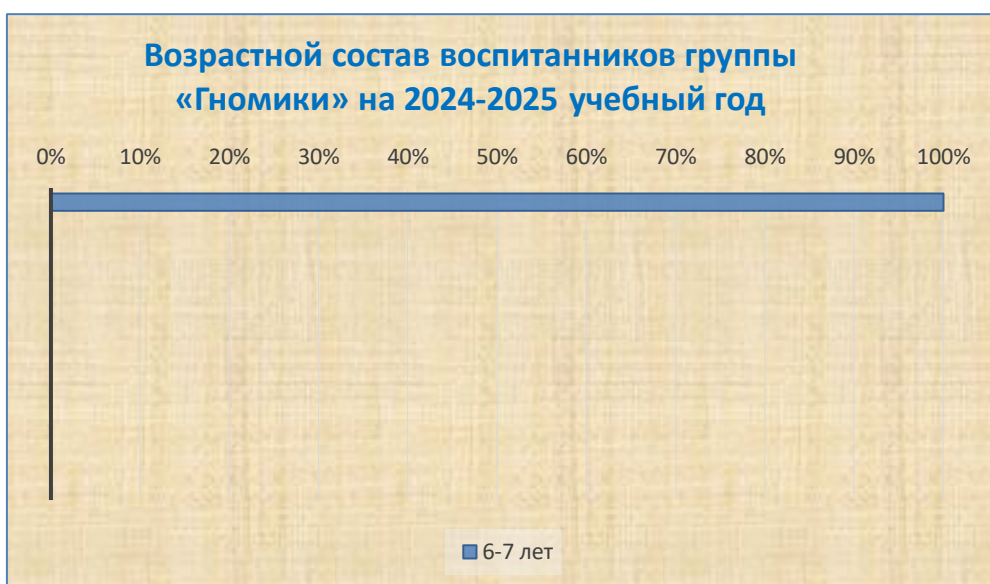 Возрастной состав воспитанников группы
«Гномики» на 2024-2025 учебный год
0% 10% 20% 30% 40% 50% 60% 70% 80% 90% 100%
6-7 лет